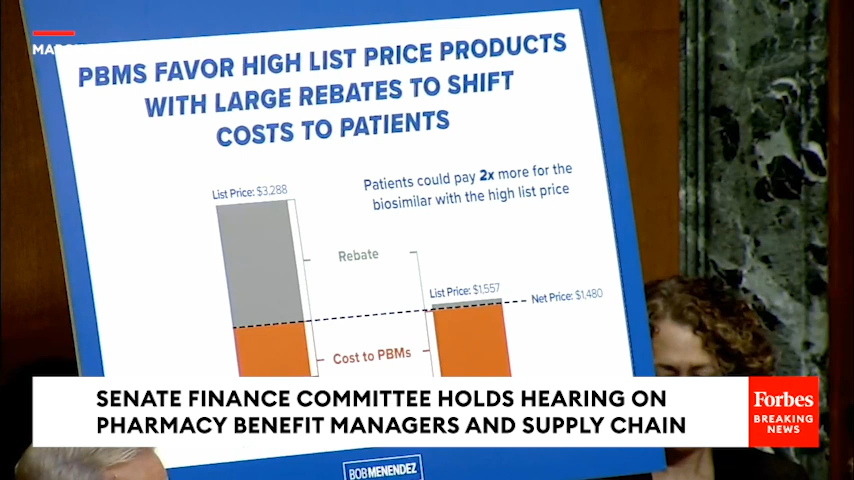 PBMS FAVOR HIGH LIST PRICE PRODUCTS
WITH LARGE REBATES TO SHIFT
COSTS TO PATIENTS
Patients could pay 2x more for the
biosimilar with the high list price
List Price: $3,288
Rebate
List Price: $1,557
Net Price: $1,480
Cost to PBMs
SENATE FINANCE COMMITTEE HOLDS HEARING ON
PHARMACY BENEFIT MANAGERS AND SUPPLY CHAIN
Forbes
BREAKING
NEWS
BOB MENENDEZ